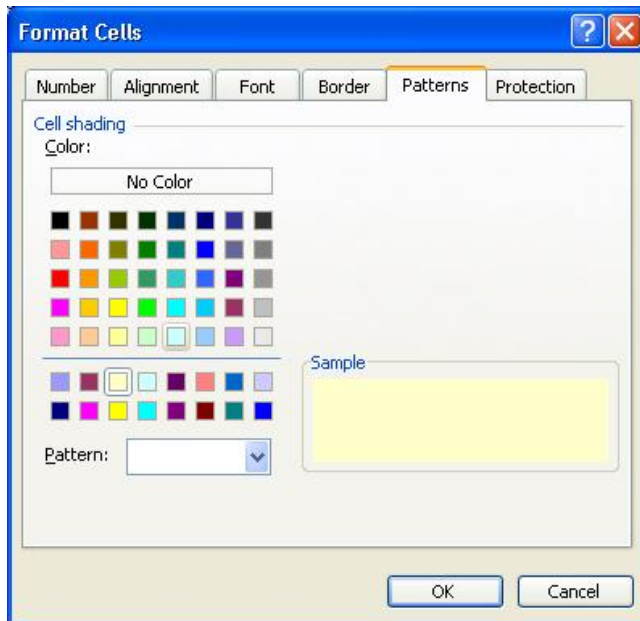 Format Cells
Number Alignment Font Border Patterns Protection
Cell shading
Color:
No Color
Sample
Pattern:
OK Cancel